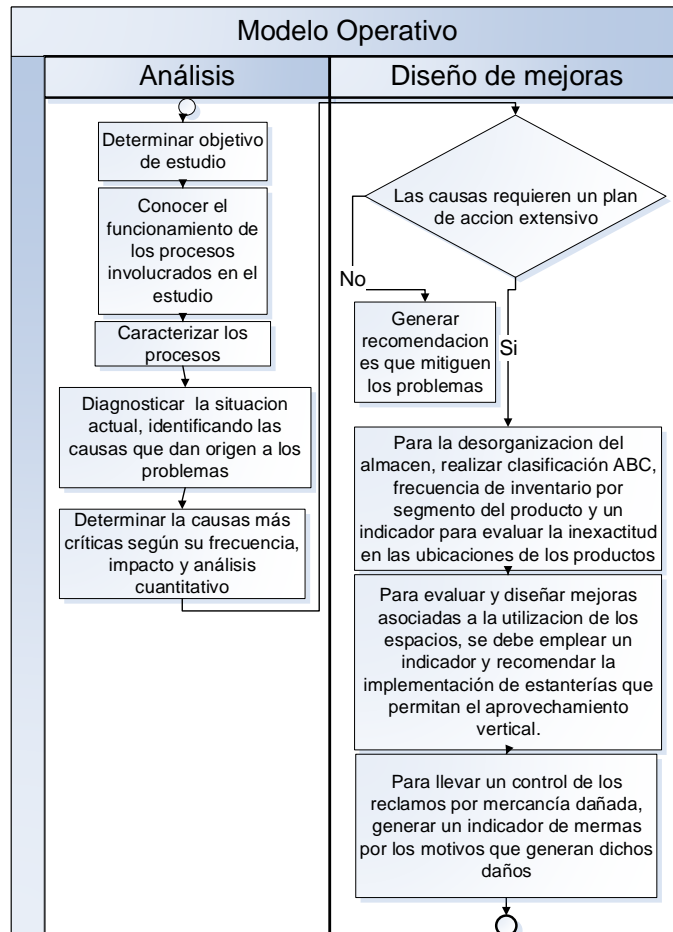 Modelo Operativo
Análisis
Diseño de mejoras
Determinar objetivo
de estudio
Conocer el
funcionamiento de
los procesos
involucrados en el
estudio
Caracterizar los
procesos
Diagnosticar la situacion
actual, identificando las
causas que dan origen a los
problemas
Determinar la causas más
críticas según su frecuencia,
impacto y análisis
cuantitativo
Las causas requieren un plan
de accion extensivo
No
Generar
recomendacion
es que mitiguen
los problemas
Si
Para la desorganizacion del
almacen, realizar clasificación ABC,
frecuencia de inventario por
segmento del producto y un
indicador para evaluar la inexactitud
en las ubicaciones de los productos
Para evaluar y diseñar mejoras
asociadas a la utilizacion de los
espacios, se debe emplear un
indicador y recomendar la
implementación de estanterías que
permitan el aprovechamiento
vertical.
Para llevar un control de los
reclamos por mercancía dañada,
generar un indicador de mermas
por los motivos que generan dichos
daños